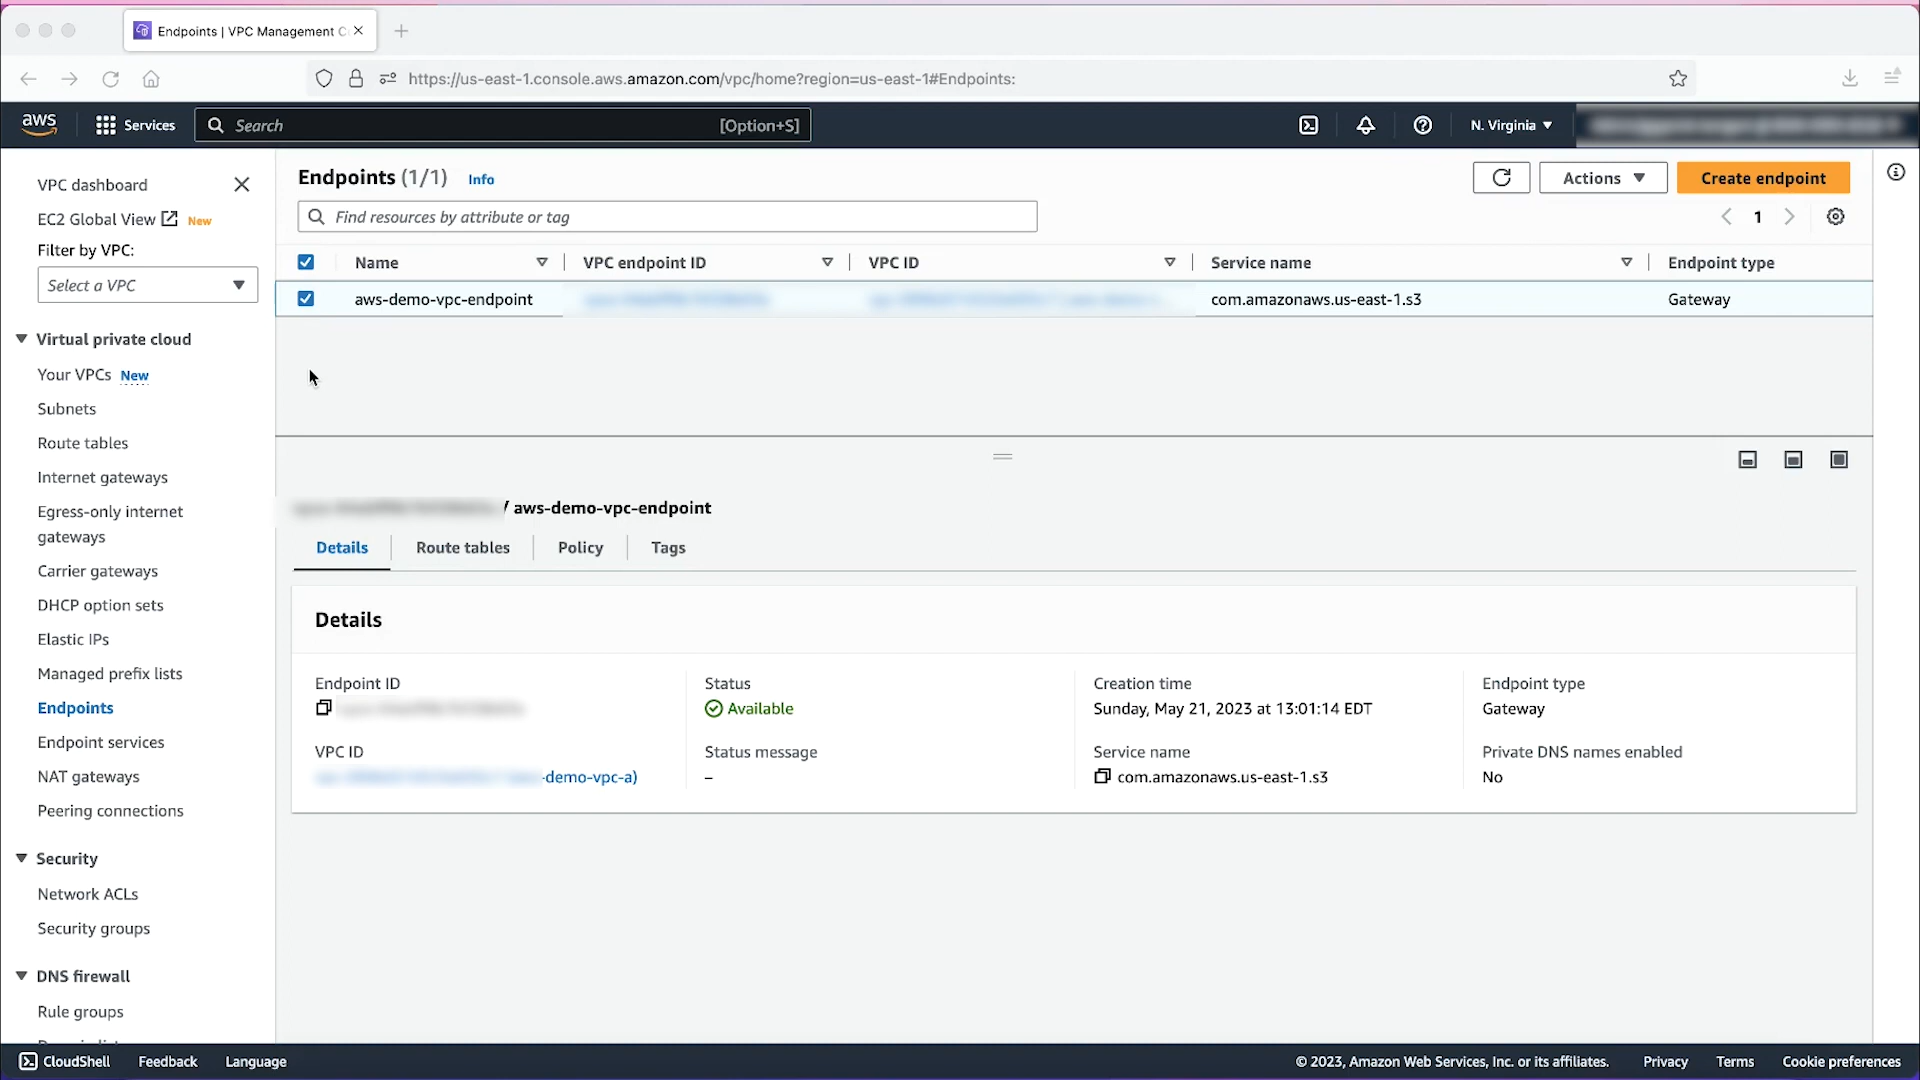 Endpoints | VPC Management C
https://us-east-1.console.aws.amazon.com/vpc/home?region=us-east-1#Endpoints:
aws
Services
Search
[Option+S]
N. Virginia
VPC dashboard
EC2 Global View New
Filter by VPC:
Select a VPC
Virtual private cloud
Your VPCs New
Subnets
Route tables
Internet gateways
Egress-only internet
gateways
Carrier gateways
DHCP option sets
Elastic IPs
Managed prefix lists
Endpoints
Endpoint services
NAT gateways
Peering connections
Security
Network ACLs
Security groups
DNS firewall
Rule groups
Endpoints (1/1) Info
Actions
Create endpoint
Find resources by attribute or tag
1
Name VPC endpoint ID VPC ID Service name Endpoint type
aws-demo-vpc-endpoint com.amazonaws.us-east-1.s3 Gateway
/ aws-demo-vpc-endpoint
Details Route tables Policy Tags
Details
Endpoint ID
VPC ID
-demo-vpc-a)
Status
Available
Status message
–
Creation time
Sunday, May 21, 2023 at 13:01:14 EDT
Service name
com.amazonaws.us-east-1.s3
Endpoint type
Gateway
Private DNS names enabled
No
CloudShell Feedback Language
© 2023, Amazon Web Services, Inc. or its affiliates. Privacy Terms Cookie preferences